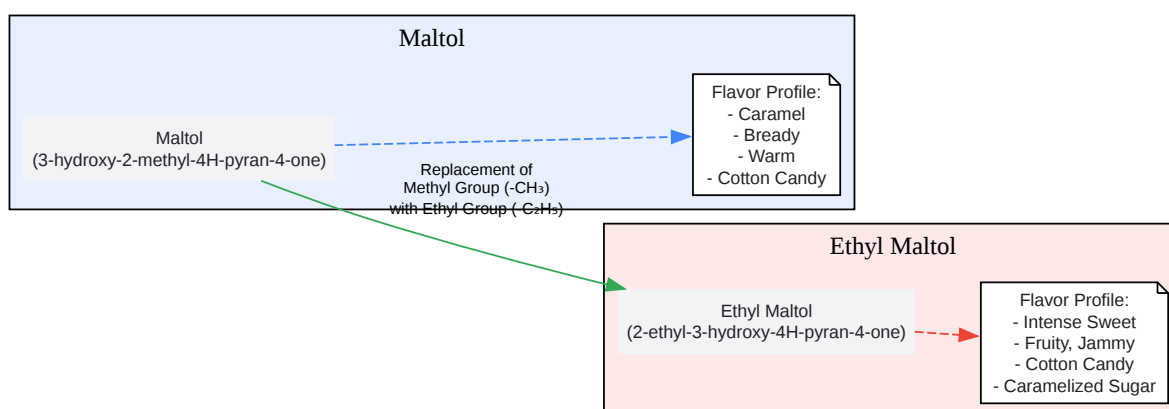 Maltol
Maltol
(3-hydroxy-2-methyl-4H-pyran-4-one)
Flavor Profile:
- Caramel
- Bready
- Warm
- Cotton Candy
Replacement of
Methyl Group (-CH₃)
with Ethyl Group (-C₂H₅)
Ethyl Maltol
Ethyl Maltol
(2-ethyl-3-hydroxy-4H-pyran-4-one)
Flavor Profile:
- Intense Sweet
- Fruity, Jammy
- Cotton Candy
- Caramelized Sugar